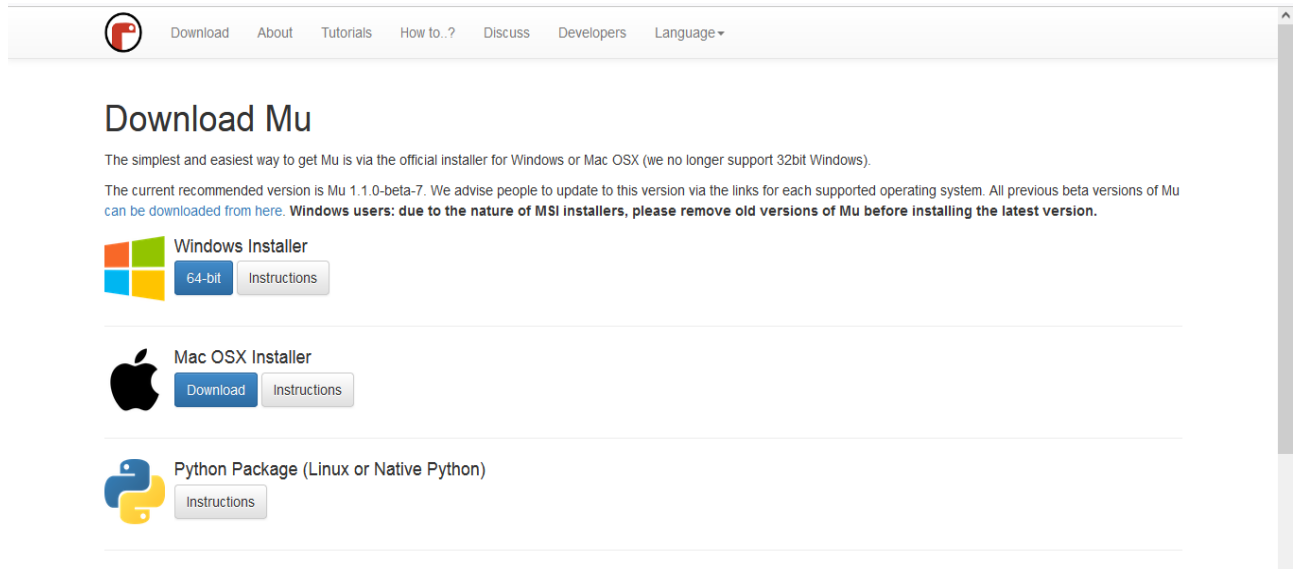 Download About Tutorials How to..? Discuss Developers Language
Download Mu
The simplest and easiest way to get Mu is via the official installer for Windows or Mac OSX (we no longer support 32bit Windows).
The current recommended version is Mu 1.1.0-beta-7. We advise people to update to this version via the links for each supported operating system. All previous beta versions of Mu
can be downloaded from here. Windows users: due to the nature of MSI installers, please remove old versions of Mu before installing the latest version.
Windows Installer
64-bit Instructions
Mac OSX Installer
Download Instructions
Python Package (Linux or Native Python)
Instructions